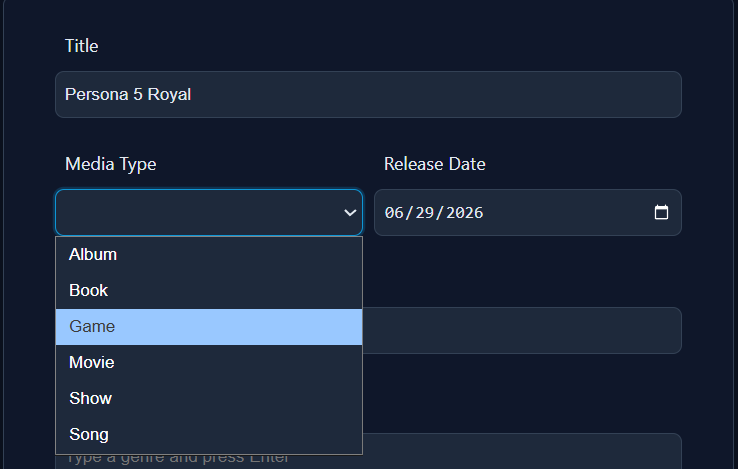 Title
Persona 5 Royal
Media Type
Release Date
06/29/2026
Album
Book
Game
Movie
Show
Song
Type a genre and press Enter